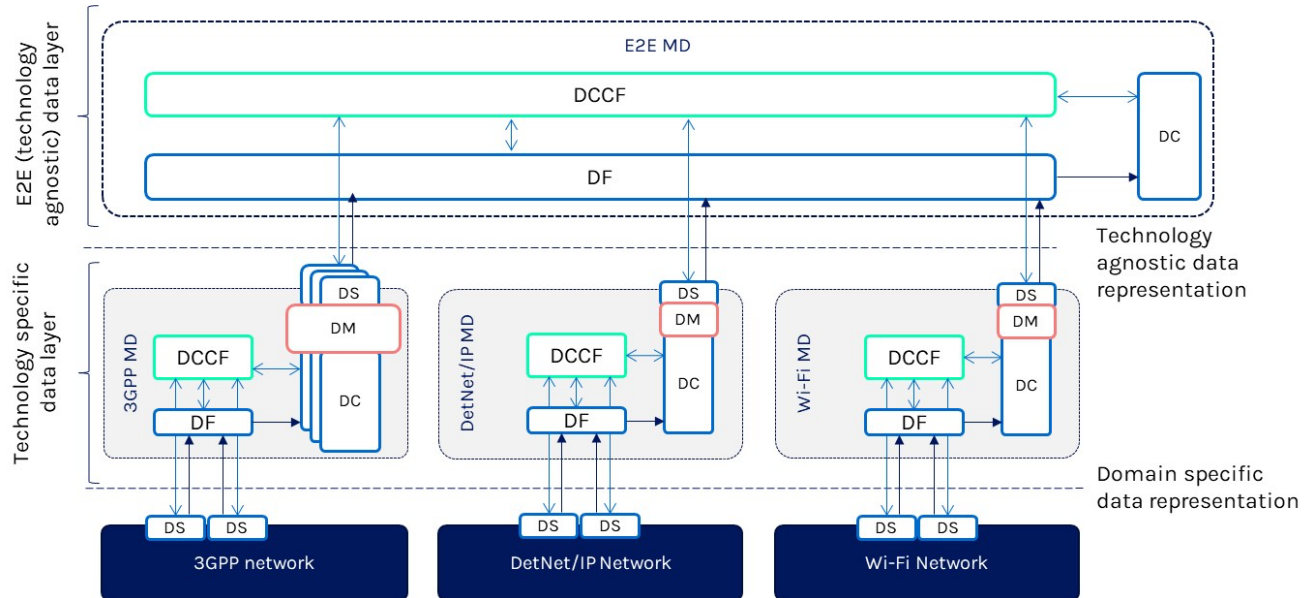 E2E (technology
agnostic) data layer
E2E MD
DCCF
DC
DF
Technology
agnostic data
representation
Technology specific
data layer
3GPP MD
DS
DM
DCCF
DC
DF
DetNet/IP MD
DS
DM
DCCF
DC
DF
Wi-Fi MD
DS
DM
DCCF
DC
DF
Domain specific
data representation
DS
DS
3GPP network
DS
DS
DetNet/IP Network
DS
DS
Wi-Fi Network